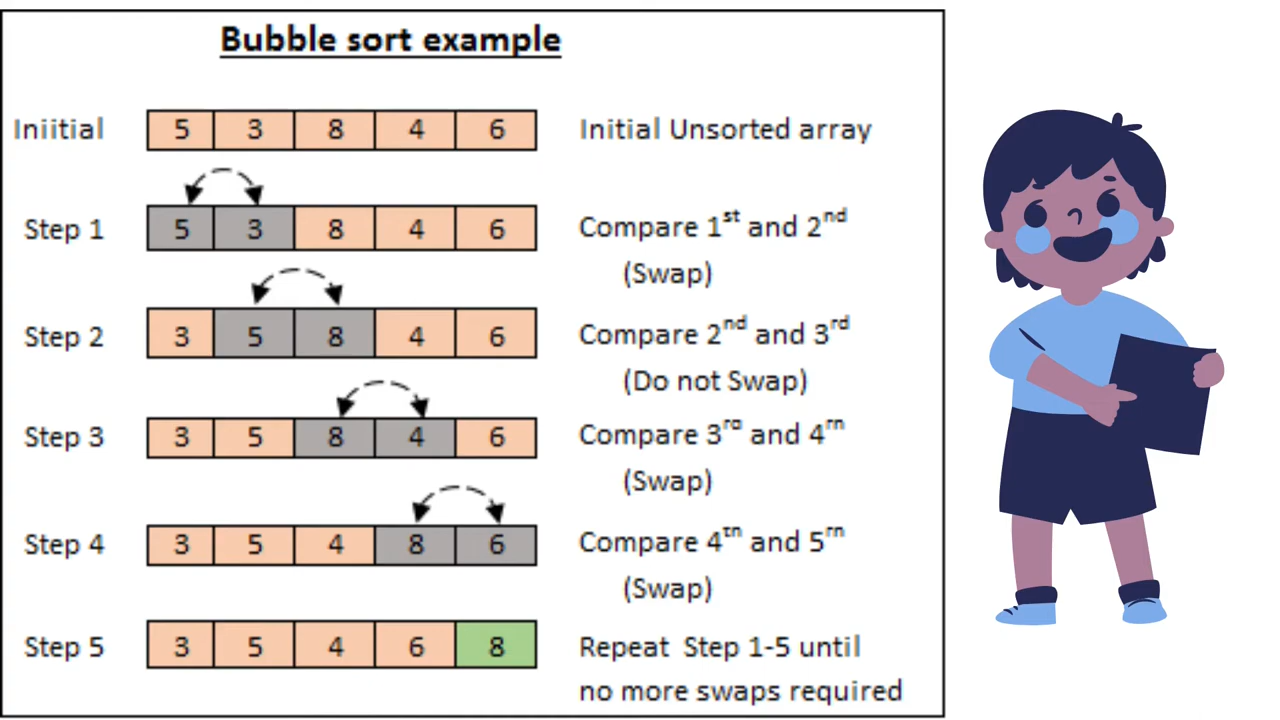 Bubble sort example
Iniitial 5 3 8 4 6 Initial Unsorted array
Step 1 5 3 8 4 6 Compare 1st and 2nd
(Swap)
Step 2 3 5 8 4 6 Compare 2nd and 3rd
(Do not Swap)
Step 3 3 5 8 4 6 Compare 3rd and 4rh
(Swap)
Step 4 3 5 4 8 6 Compare 4th and 5rh
(Swap)
Step 5 3 5 4 6 8 Repeat Step 1-5 until
no more swaps required